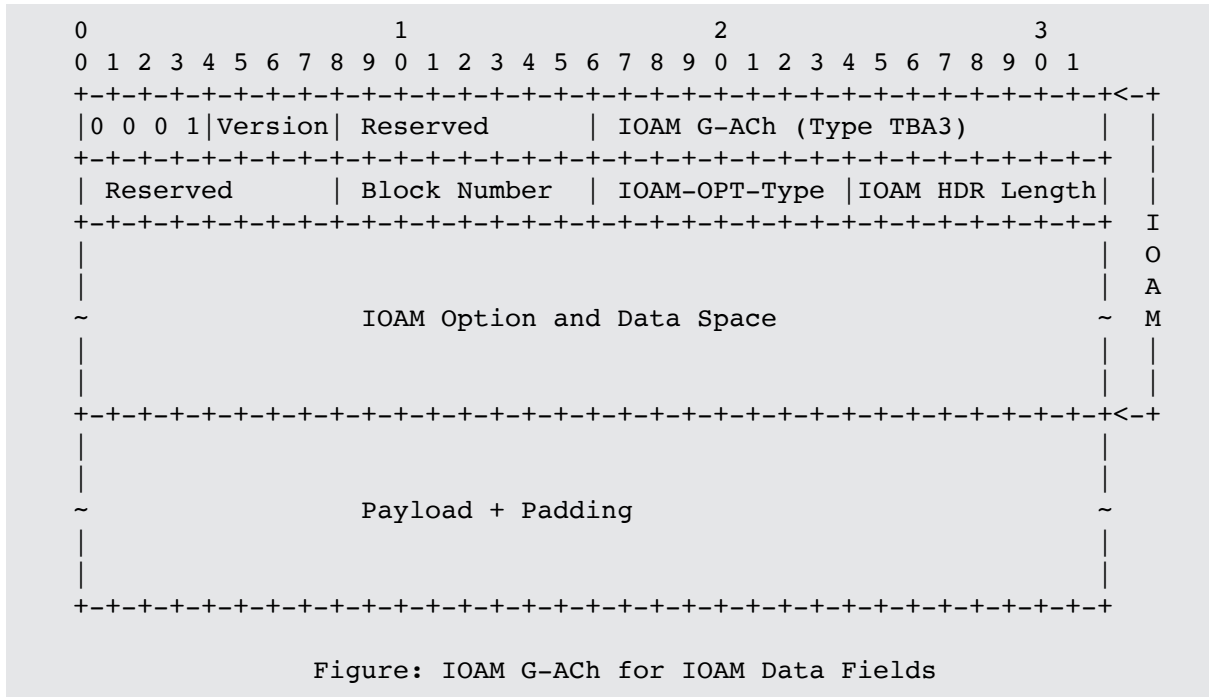 0                   1                   2                   3
0 1 2 3 4 5 6 7 8 9 0 1 2 3 4 5 6 7 8 9 0 1 2 3 4 5 6 7 8 9 0 1
+-+-+-+-+-+-+-+-+-+-+-+-+-+-+-+-+-+-+-+-+-+-+-+-+-+-+-+-+-+-+-+-+<-+
|0 0 0 1|Version| Reserved      | IOAM G-ACh (Type TBA3)        |  |
+-+-+-+-+-+-+-+-+-+-+-+-+-+-+-+-+-+-+-+-+-+-+-+-+-+-+-+-+-+-+-+-+  |
| Reserved      | Block Number  | IOAM-OPT-Type |IOAM HDR Length|  |
+-+-+-+-+-+-+-+-+-+-+-+-+-+-+-+-+-+-+-+-+-+-+-+-+-+-+-+-+-+-+-+-+  I
|                                                               |  O
|                                                               |  A
~                 IOAM Option and Data Space                    ~  M
|                                                               |  |
|                                                               |  |
+-+-+-+-+-+-+-+-+-+-+-+-+-+-+-+-+-+-+-+-+-+-+-+-+-+-+-+-+-+-+-+-+<-+
|                                                               |
|                                                               |
~                 Payload + Padding                             ~
|                                                               |
|                                                               |
+-+-+-+-+-+-+-+-+-+-+-+-+-+-+-+-+-+-+-+-+-+-+-+-+-+-+-+-+-+-+-+-+
Figure: IOAM G-ACh for IOAM Data Fields